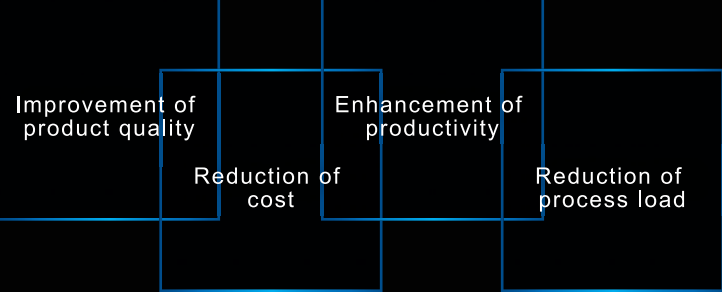 Improvement of
product quality
Reduction of
cost
Enhancement of
productivity
Reduction of
process load